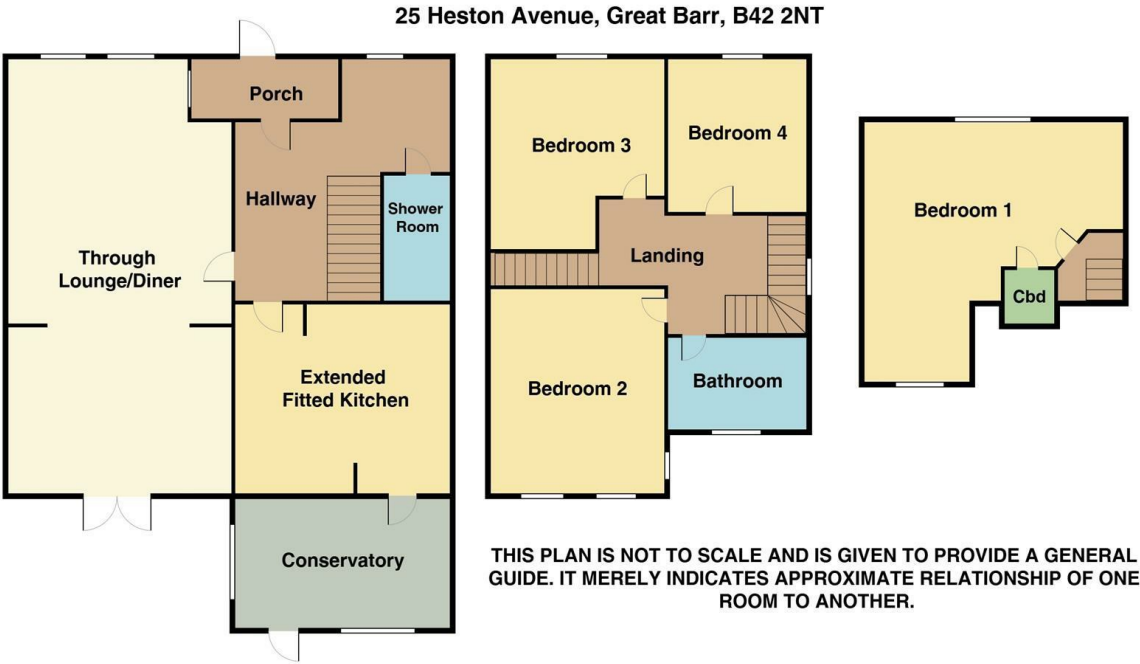 25 Heston Avenue, Great Barr, B42 2NT
Porch
Hallway
Shower
Room
Through
Lounge/Diner
Extended
Fitted Kitchen
Conservatory
Bedroom 3
Bedroom 4
Landing
Bedroom 2
Bathroom
Bedroom 1
Cbd
THIS PLAN IS NOT TO SCALE AND IS GIVEN TO PROVIDE A GENERAL
GUIDE. IT MERELY INDICATES APPROXIMATE RELATIONSHIP OF ONE
ROOM TO ANOTHER.